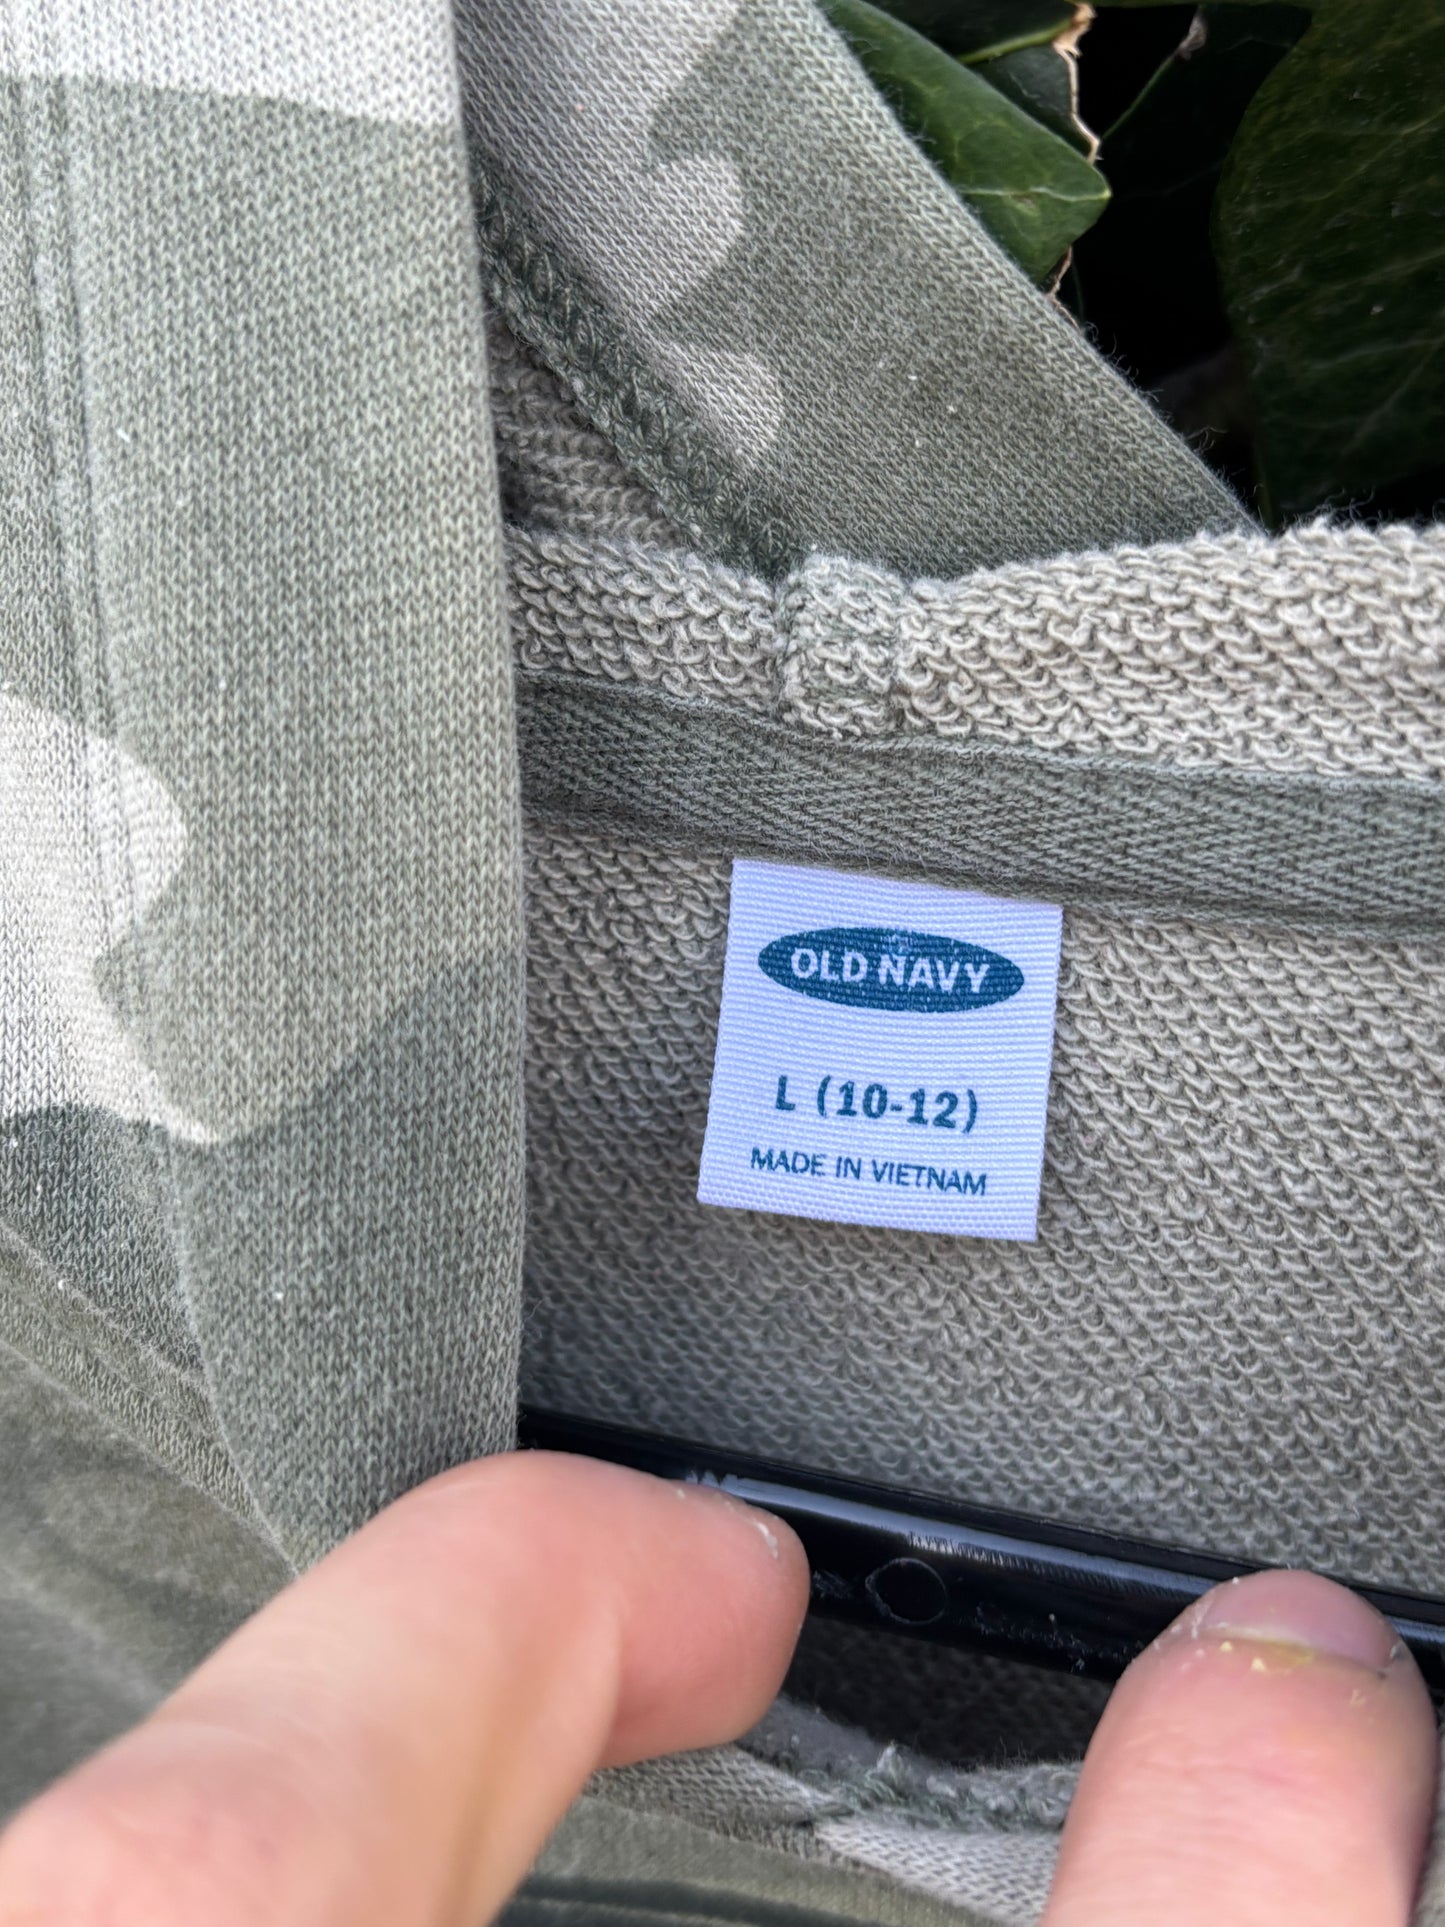 OLD NAVY
L (10-12)
MADE IN VIETNAM